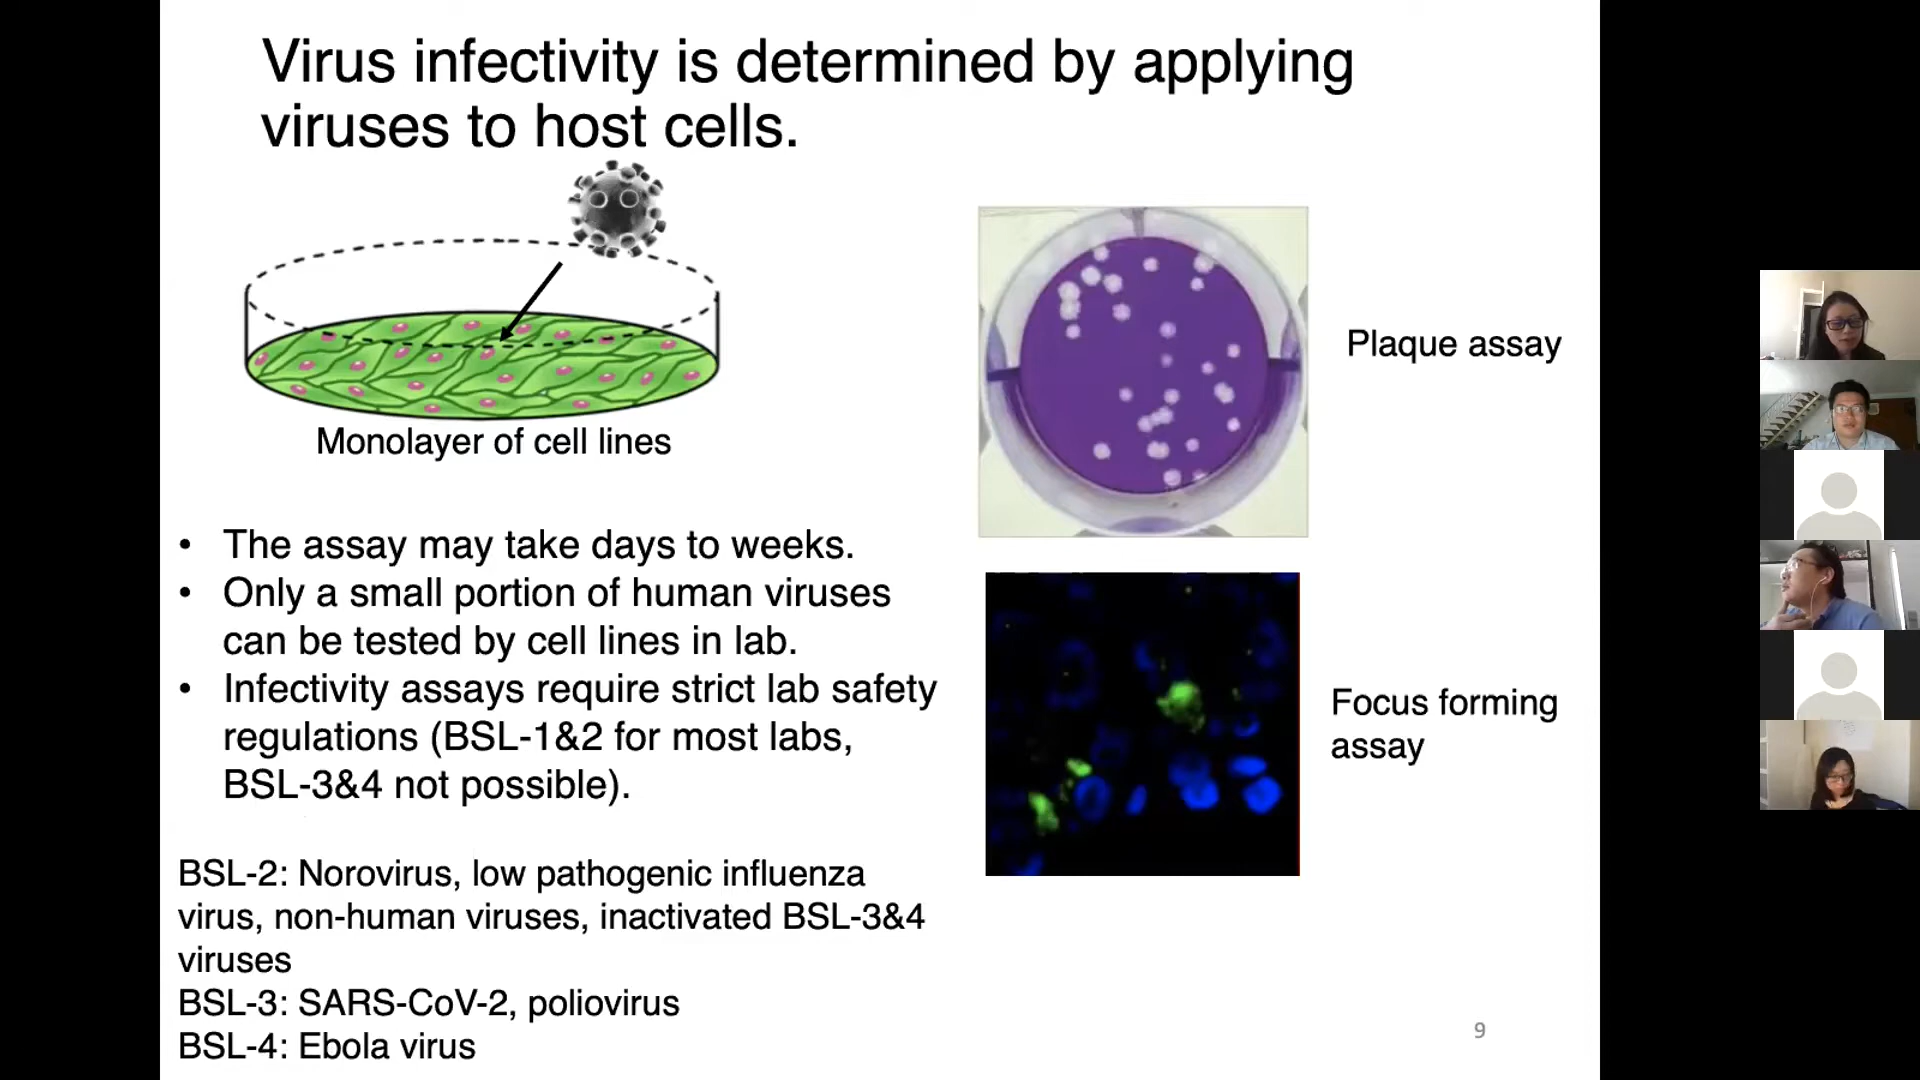 Virus infectivity is determined by applying
viruses to host cells.
Monolayer of cell lines
Plaque assay
• The assay may take days to weeks.
• Only a small portion of human viruses
can be tested by cell lines in lab.
• Infectivity assays require strict lab safety
regulations (BSL-1&2 for most labs,
BSL-3&4 not possible).
Focus forming
assay
BSL-2: Norovirus, low pathogenic influenza
virus, non-human viruses, inactivated BSL-3&4
viruses
BSL-3: SARS-CoV-2, poliovirus
BSL-4: Ebola virus
9